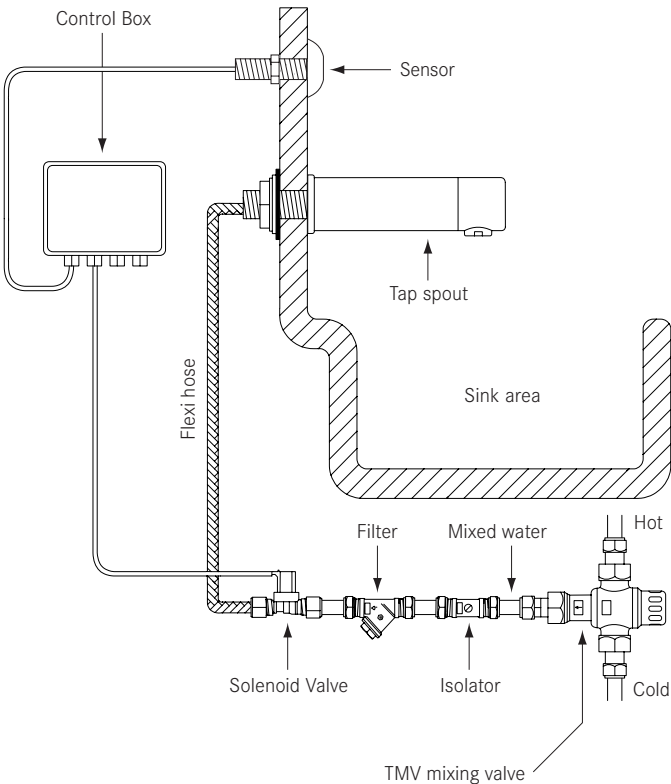 Control Box
Sensor
Tap spout
Flexi hose
Sink area
Hot
Filter
Mixed water
Solenoid Valve
Isolator
Cold
TMV mixing valve